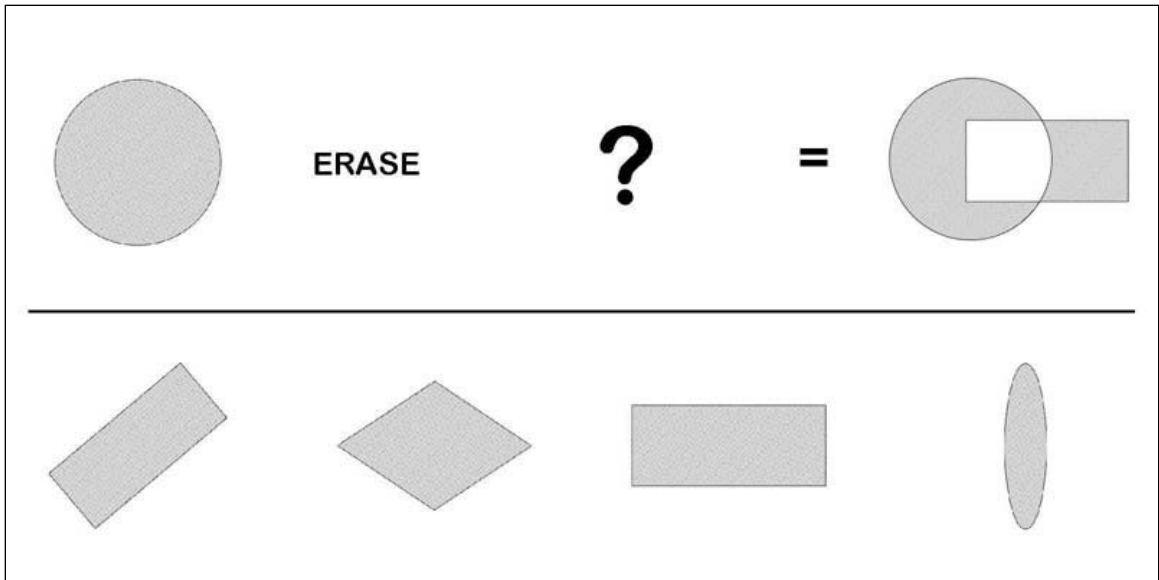 ERASE ? =